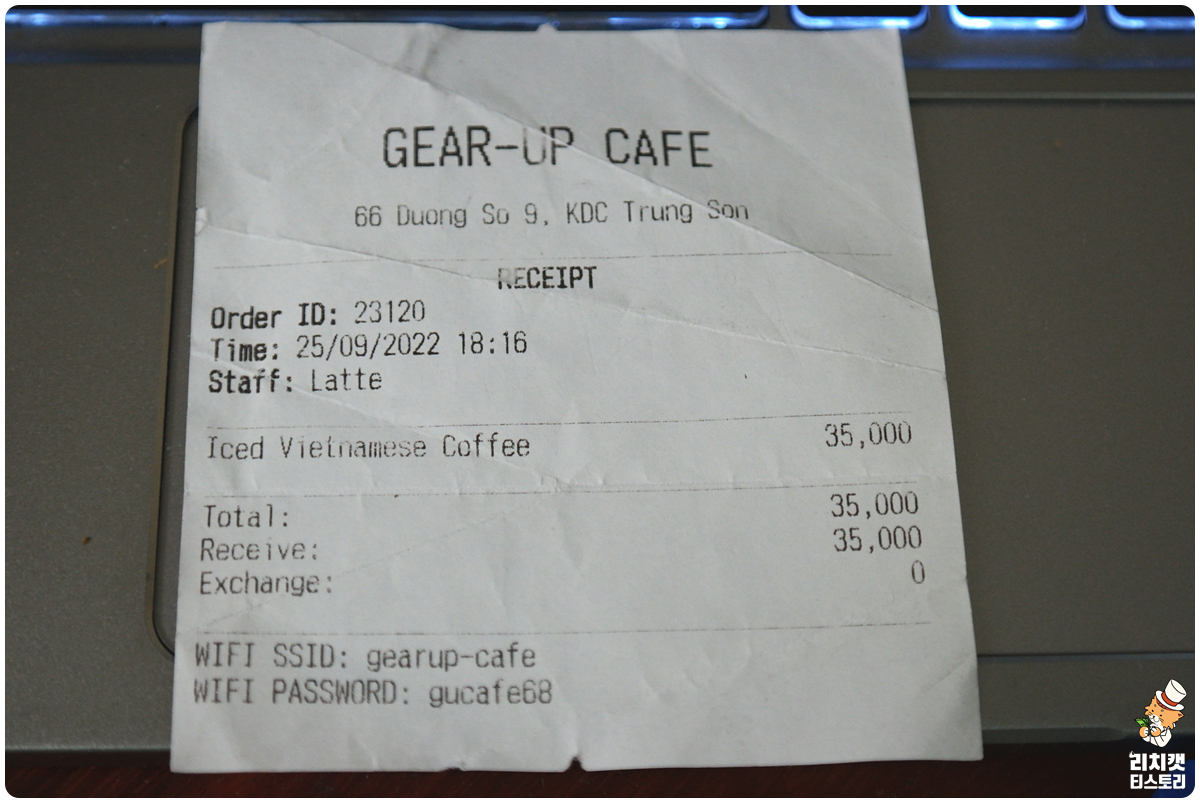 GEAR-UP CAFE
66 Duong So 9, KDC Trung Son
RECEIPT
Order ID: 23120
Time: 25/09/2022 18:16
Staff: Latte
Iced Vietnamese Coffee 35,000
Total: 35,000
Receive: 35,000
Exchange: 0
WIFI SSID: gearup-cafe
WIFI PASSWORD: gucafe68
리치캣
티스토리